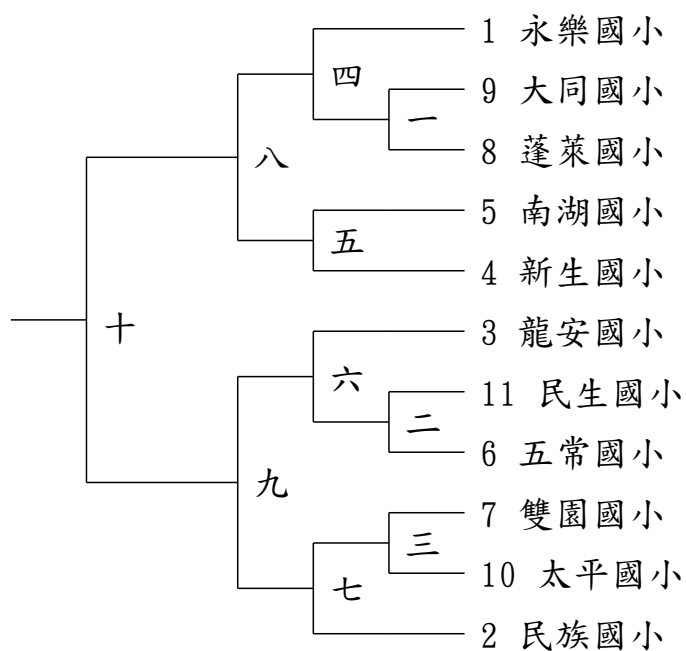 1 永樂國小
四
9 大同國小
一
8 蓬萊國小
八
5 南湖國小
五
4 新生國小
十
3 龍安國小
六
11 民生國小
二
6 五常國小
九
7 雙園國小
三
10 太平國小
七
2 民族國小